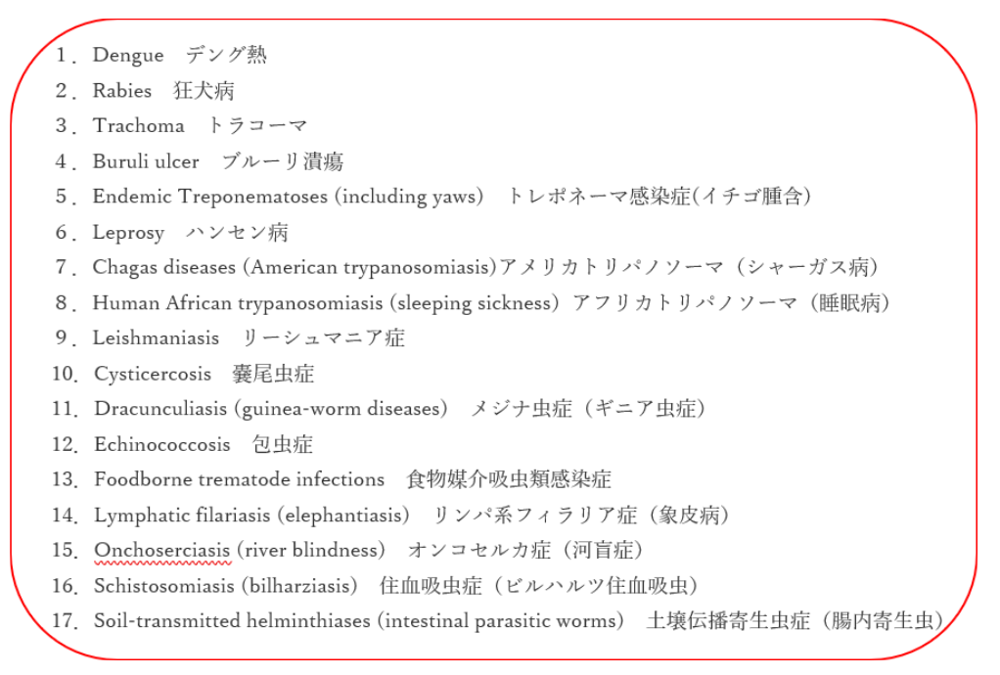 １．Dengue　デング熱
２．Rabies　狂犬病
３．Trachoma　トラコーマ
４．Buruli ulcer　ブルーリ潰瘍
５．Endemic Treponematoses (including yaws)　トレポネーマ感染症(イチゴ腫含)
６．Leprosy　ハンセン病
７．Chagas diseases (American trypanosomiasis)アメリカトリパノソーマ（シャーガス病）
８．Human African trypanosomiasis (sleeping sickness)  アフリカトリパノソーマ（睡眠病）
９．Leishmaniasis　リーシュマニア症
10．Cysticercosis　嚢尾虫症
11．Dracunculiasis (guinea-worm diseases)　メジナ虫症（ギニア虫症）
12．Echinococcosis　包虫症
13．Foodborne trematode infections　食物媒介吸虫類感染症
14．Lymphatic filariasis (elephantiasis)　リンパ系フィラリア症（象皮病）
15．Onchoserciasis (river blindness)　オンコセルカ症（河盲症）
16．Schistosomiasis (bilharziasis)　住血吸虫症（ビルハルツ住血吸虫）
17．Soil-transmitted helminthiases (intestinal parasitic worms)　土壌伝播寄生虫症（腸内寄生虫）